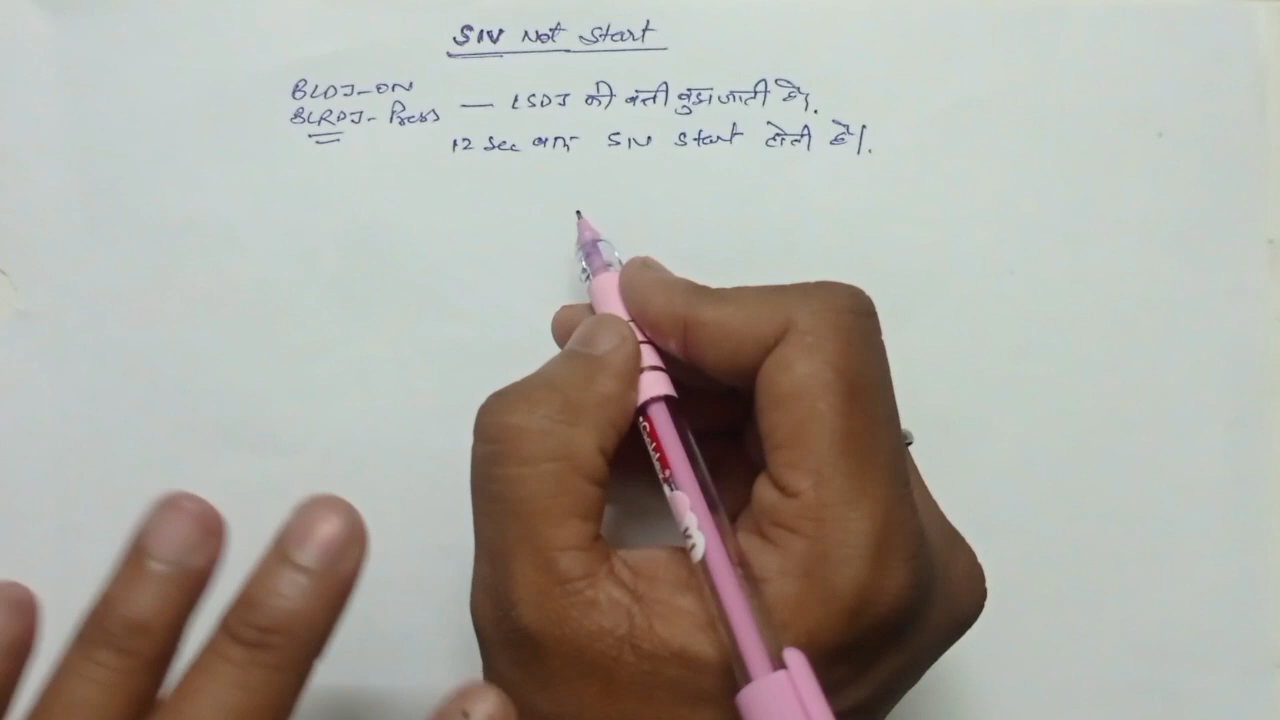 SIV Not Start
BLDJ-ON
BLRDJ-Press — LSDJ की बत्ती बुझ जाती है।
12 Sec बाद SIV Start होती है।